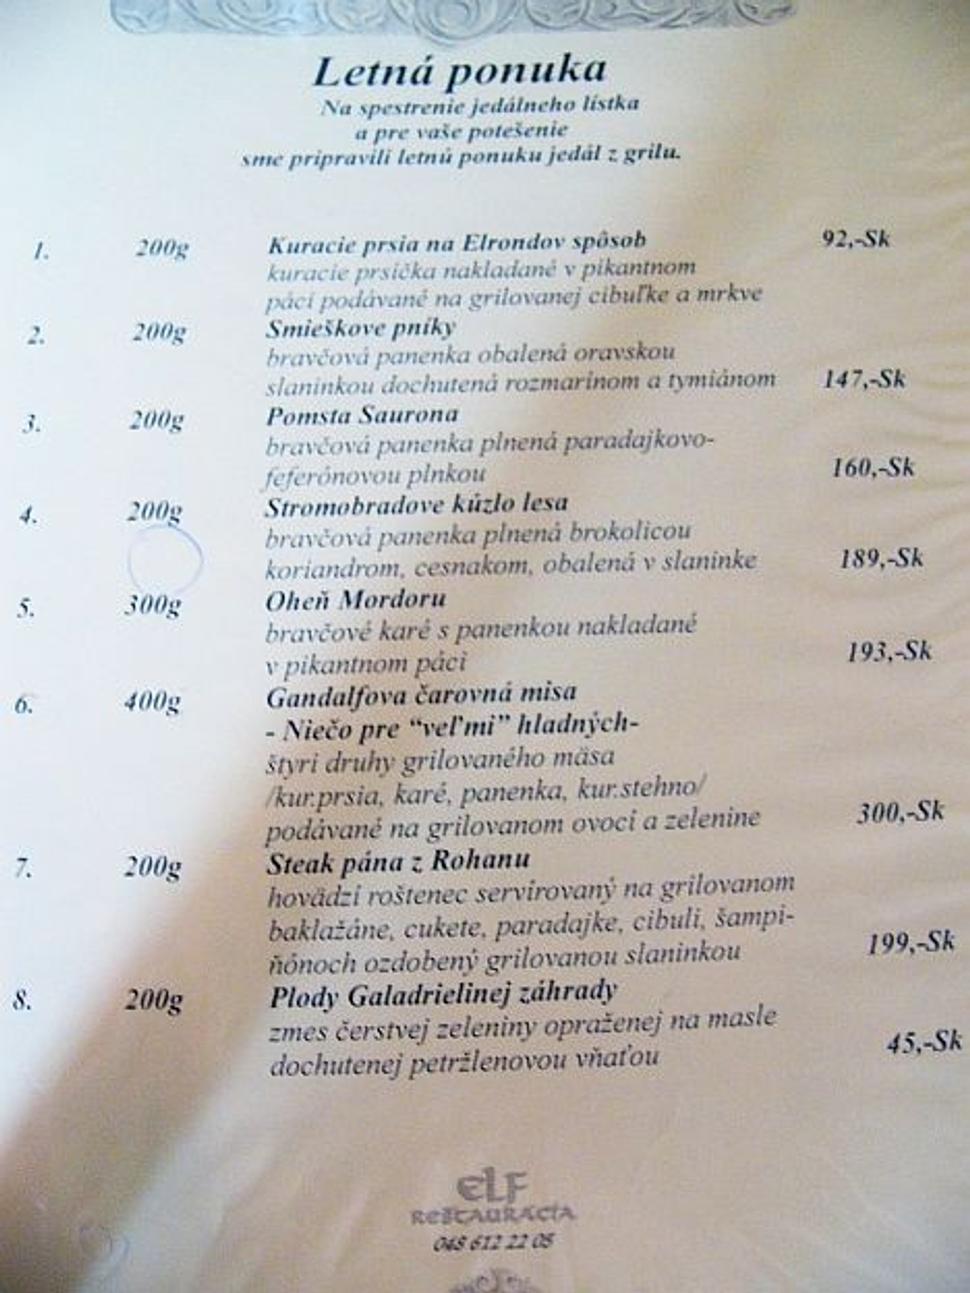 Letná ponuka
Na spestrenie jedálneho lístka
a pre vaše potešenie
sme pripravili letnú ponuku jedál z grilu.
1. 200g Kuracie prsia na Elrondov spôsob 92,-Sk
kuracie prsíčka nakladané v pikantnom
páci podávané na grilovanej cibuľke a mrkve
2. 200g Smieškove pníky
bravčová panenka obalená oravskou
slaninkou dochutená rozmarínom a tymiánom 147,-Sk
3. 200g Pomsta Saurona
bravčová panenka plnená paradajkovo-
feferónovou plnkou 160,-Sk
4. 200g Stromobradove kúzlo lesa
bravčová panenka plnená brokolicou
koriandrom, cesnakom, obalená v slaninke 189,-Sk
5. 300g Oheň Mordoru
bravčové karé s panenkou nakladané
v pikantnom páci 193,-Sk
6. 400g Gandalfova čarovná misa
- Niečo pre “veľmi” hladných-
štyri druhy grilovaného mäsa
/kur.prsia, karé, panenka, kur.stehno/
podávané na grilovanom ovocí a zelenine 300,-Sk
7. 200g Steak pána z Rohanu
hovädzí roštenec servírovaný na grilovanom
baklažáne, cukete, paradajke, cibuli, šampi-
ňónoch ozdobený grilovanou slaninkou 199,-Sk
8. 200g Plody Galadrielinej záhrady
zmes čerstvej zeleniny opraženej na masle
dochutenej petržlenovou vňaťou 45,-Sk
ELF
REŠTAURÁCIA
048 612 22 08